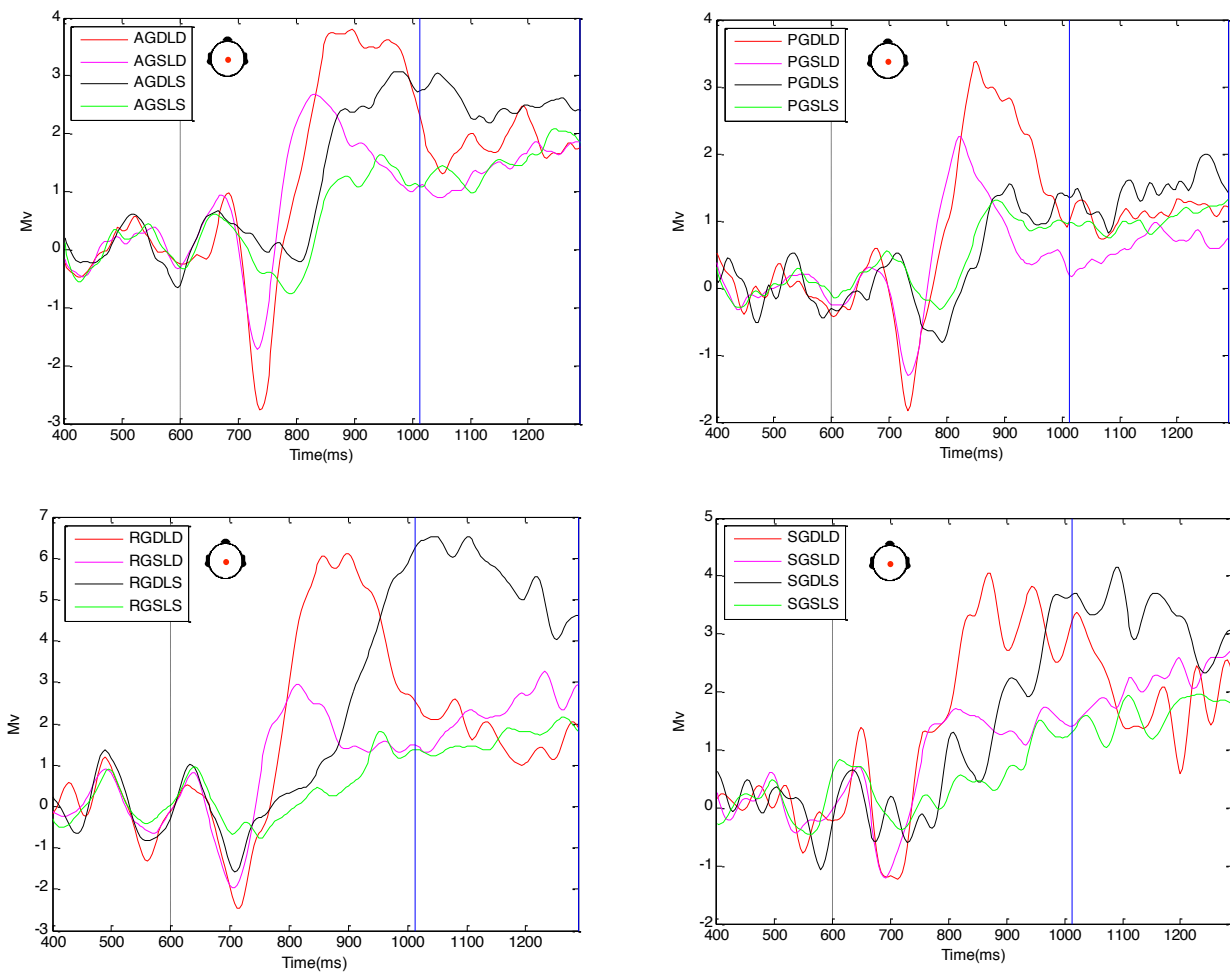 4
3
2
1
0
-1
-2
-3
Mv
AGDLD
AGSLD
AGDLS
AGSLS
400 500 600 700 800 900 1000 1100 1200
Time(ms)
4
3
2
1
0
-1
-2
Mv
PGDLD
PGSLD
PGDLS
PGSLS
400 500 600 700 800 900 1000 1100 1200
Time(ms)
7
6
5
4
3
2
1
0
-1
-2
-3
Mv
RGDLD
RGSLD
RGDLS
RGSLS
400 500 600 700 800 900 1000 1100 1200
Time(ms)
5
4
3
2
1
0
-1
-2
Mv
SGDLD
SGSLD
SGDLS
SGSLS
400 500 600 700 800 900 1000 1100 1200
Time(ms)